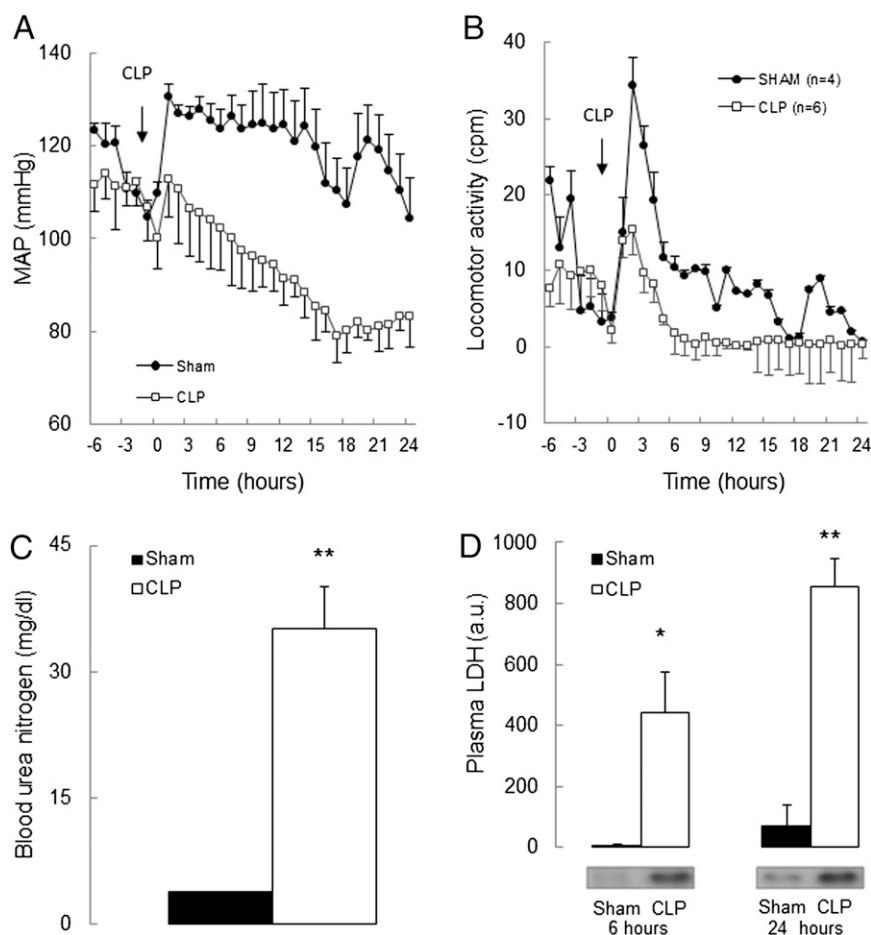 A
MAP (mmHg)
140
120
100
80
60
CLP
Sham
CLP
-6 -3 0 3 6 9 12 15 18 21 24
Time (hours)
B
Locomotor activity (cpm)
40
30
20
10
0
-10
SHAM (n=4)
CLP (n=6)
CLP
-6 -3 0 3 6 9 12 15 18 21 24
Time (hours)
C
Blood urea nitrogen (mg/dl)
45
30
15
0
Sham
CLP
**
D
Plasma LDH (a.u.)
1000
800
600
400
200
0
Sham
CLP
*
**
Sham CLP Sham CLP
6 hours 24 hours